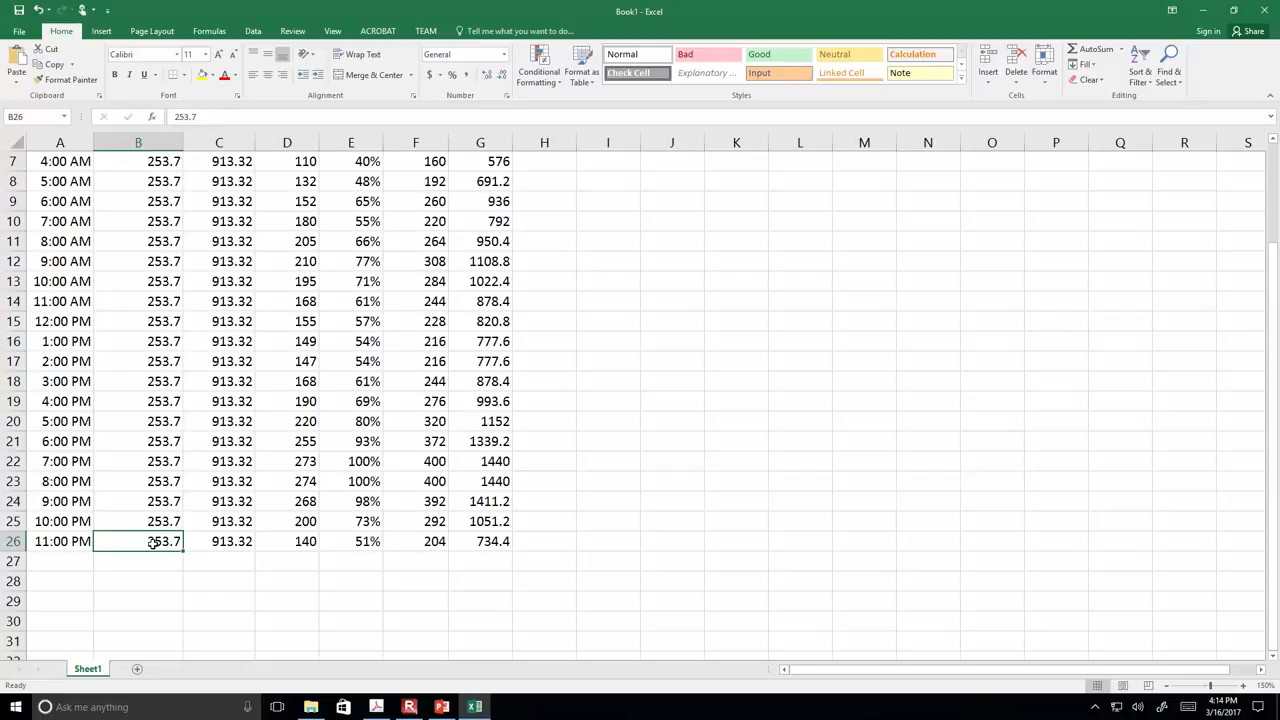 Book1 - Excel
File Home Insert Page Layout Formulas Data Review View ACROBAT TEAM Tell me what you want to do... Sign in Share
Cut Calibri 11 Wrap Text General Normal Bad Good Neutral Calculation AutoSum
Copy Fill
Paste Format Painter B I U Merge & Center $ % Conditional Formatting Format as Table Check Cell Explanatory ... Input Linked Cell Note Insert Delete Format Clear Sort & Filter Find & Select
Clipboard Font Alignment Number Styles Cells Editing
B26 fx 253.7
A B C D E F G H I J K L M N O P Q R S
7 4:00 AM 253.7 913.32 110 40% 160 576
8 5:00 AM 253.7 913.32 132 48% 192 691.2
9 6:00 AM 253.7 913.32 152 65% 260 936
10 7:00 AM 253.7 913.32 180 55% 220 792
11 8:00 AM 253.7 913.32 205 66% 264 950.4
12 9:00 AM 253.7 913.32 210 77% 308 1108.8
13 10:00 AM 253.7 913.32 195 71% 284 1022.4
14 11:00 AM 253.7 913.32 168 61% 244 878.4
15 12:00 PM 253.7 913.32 155 57% 228 820.8
16 1:00 PM 253.7 913.32 149 54% 216 777.6
17 2:00 PM 253.7 913.32 147 54% 216 777.6
18 3:00 PM 253.7 913.32 168 61% 244 878.4
19 4:00 PM 253.7 913.32 190 69% 276 993.6
20 5:00 PM 253.7 913.32 220 80% 320 1152
21 6:00 PM 253.7 913.32 255 93% 372 1339.2
22 7:00 PM 253.7 913.32 273 100% 400 1440
23 8:00 PM 253.7 913.32 274 100% 400 1440
24 9:00 PM 253.7 913.32 268 98% 392 1411.2
25 10:00 PM 253.7 913.32 200 73% 292 1051.2
26 11:00 PM 253.7 913.32 140 51% 204 734.4
27
28
29
30
31
Sheet1
Ready 150%
Ask me anything 4:14 PM
3/16/2017